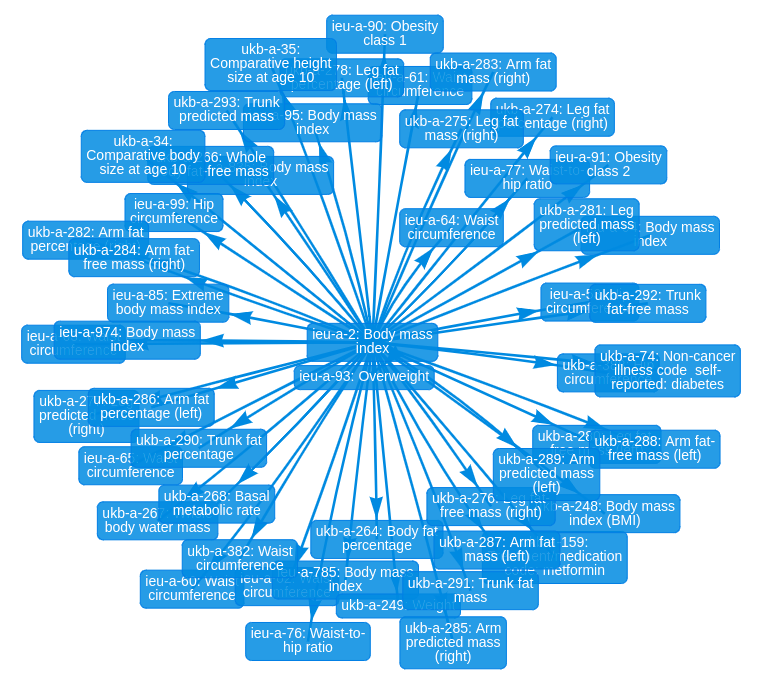 ieu-a-90: Obesity
class 1
ukb-a-35:
Comparative height
size at age 10
78: Leg fat
percentage (left)
-61:
circumference
ukb-a-283: Arm fat
mass (right)
ukb-a-293: Trunk
predicted mass
95: Body mass
index
ukb-a-275: Leg fat
mass (right)
ukb-a-274: Leg fat
percentage (right)
ukb-a-34:
Comparative body
size at age 10
66: Whole
fat-free mass
body mass
index
ieu-a-77: Waist-to-
hip ratio
ieu-a-91: Obesity
class 2
ieu-a-99: Hip
circumference
ieu-a-64: Waist
circumference
ukb-a-281: Leg
predicted mass
(left)
Body mass
index
ukb-a-282: Arm fat
ukb-a-284: Arm fat-
free mass (right)
ieu-a-85: Extreme
body mass index
ukb-a-292: Trunk
fat-free mass
ieu-a-974: Body mass
index
ieu-a-2: Body mass
index
ieu-a-93: Overweight
ukb-a-74: Non-cancer
illness code self-
reported: diabetes
predicted
(right)
ukb-a-286: Arm fat
percentage (left)
ukb-a-290: Trunk fat
percentage
ieu-a-65: Waist
circumference
ukb-a-288: Arm fat-
free mass (left)
ukb-a-289: Arm
predicted mass
(left)
ukb-a-268: Basal
metabolic rate
ukb-a-267:
body water mass
ukb-a-276: Leg fat-
free mass (right)
b-a-248: Body mass
index (BMI)
ukb-a-264: Body fat
percentage
ukb-a-287: Arm fat
mass (left)
159:
medication
metformin
ukb-a-382: Waist
circumference
ieu-a-60: Waist
circumference
ieu-a-785: Body mass
index
ukb-a-291: Trunk fat
mass
ukb-a-249: Weight
ieu-a-76: Waist-to-
hip ratio
ukb-a-285: Arm
predicted mass
(right)